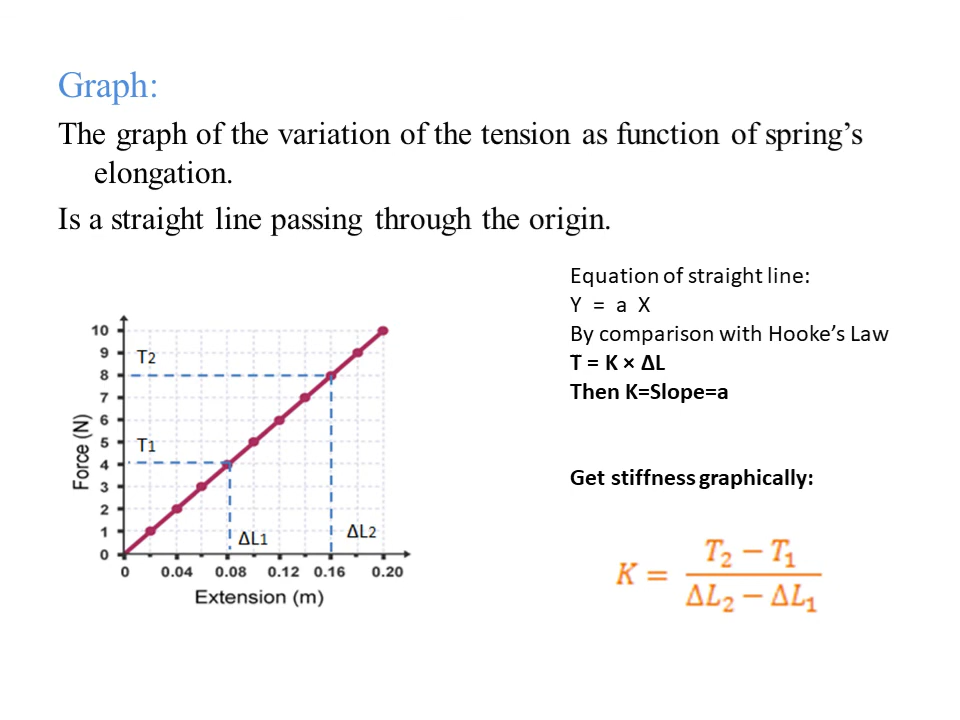 Graph:
The graph of the variation of the tension as function of spring’s
elongation.
Is a straight line passing through the origin.
Equation of straight line:
Y = a X
By comparison with Hooke’s Law
T = K × ΔL
Then K=Slope=a
Get stiffness graphically:
K = (T₂ − T₁) / (ΔL₂ − ΔL₁)
Force (N)
10
9
8
7
6
5
4
3
2
1
0
T2
T1
ΔL1
ΔL2
0 0.04 0.08 0.12 0.16 0.20
Extension (m)